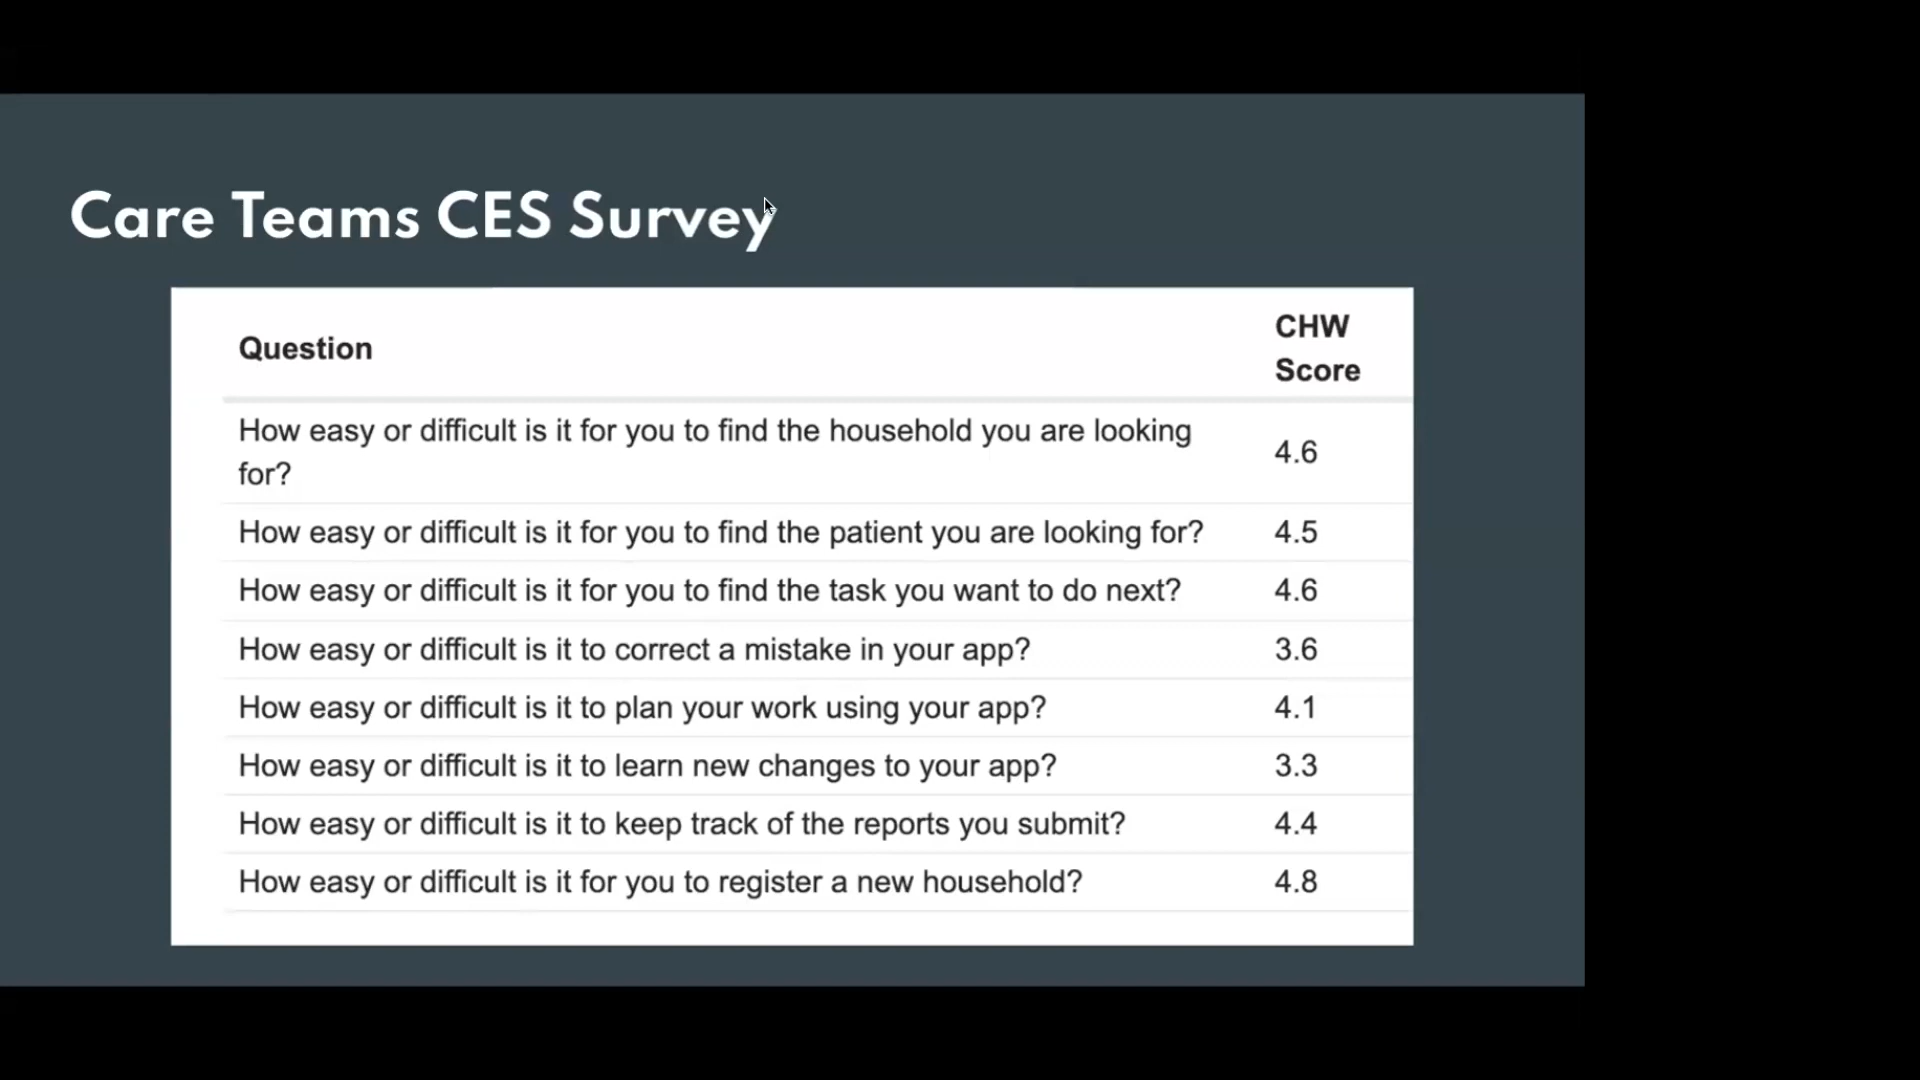 Care Teams CES Survey
Question
CHW
Score
How easy or difficult is it for you to find the household you are looking
for?
4.6
How easy or difficult is it for you to find the patient you are looking for? 4.5
How easy or difficult is it for you to find the task you want to do next? 4.6
How easy or difficult is it to correct a mistake in your app? 3.6
How easy or difficult is it to plan your work using your app? 4.1
How easy or difficult is it to learn new changes to your app? 3.3
How easy or difficult is it to keep track of the reports you submit? 4.4
How easy or difficult is it for you to register a new household? 4.8